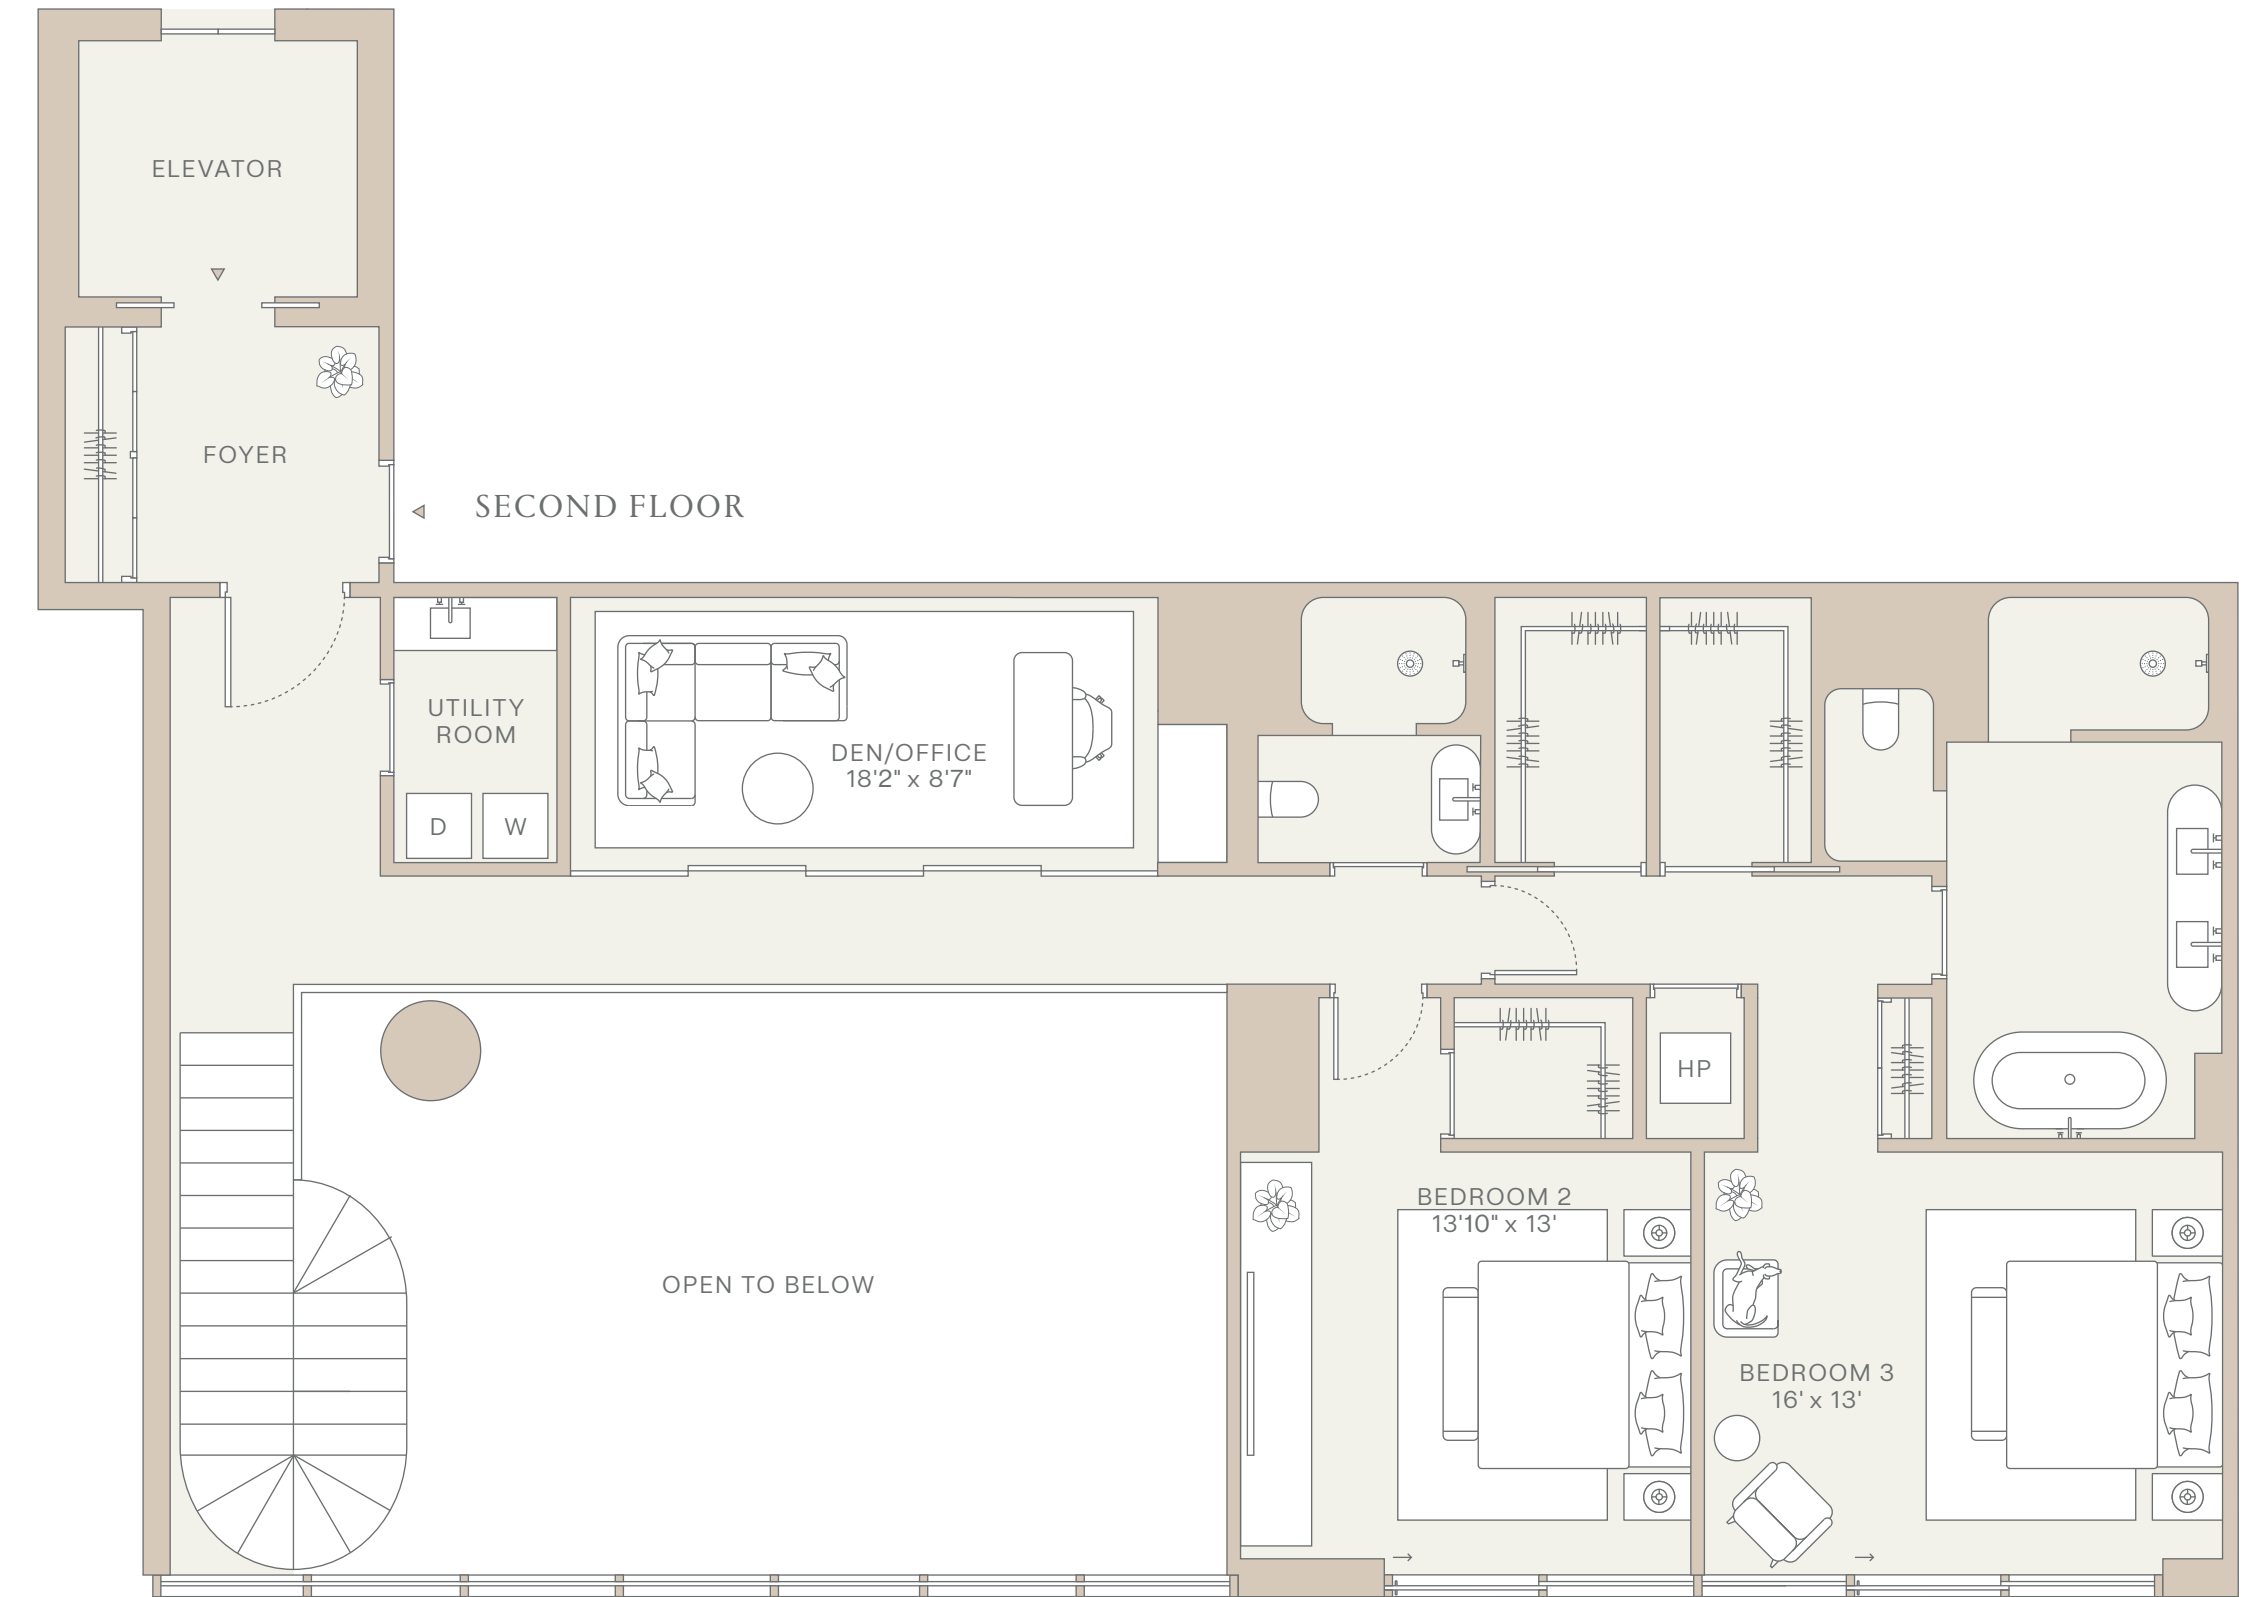 ELEVATOR
FOYER
SECOND FLOOR
UTILITY
ROOM
D
W
DEN/OFFICE
18'2" x 8'7"
HP
BEDROOM 2
13'10" x 13'
OPEN TO BELOW
BEDROOM 3
16' x 13'